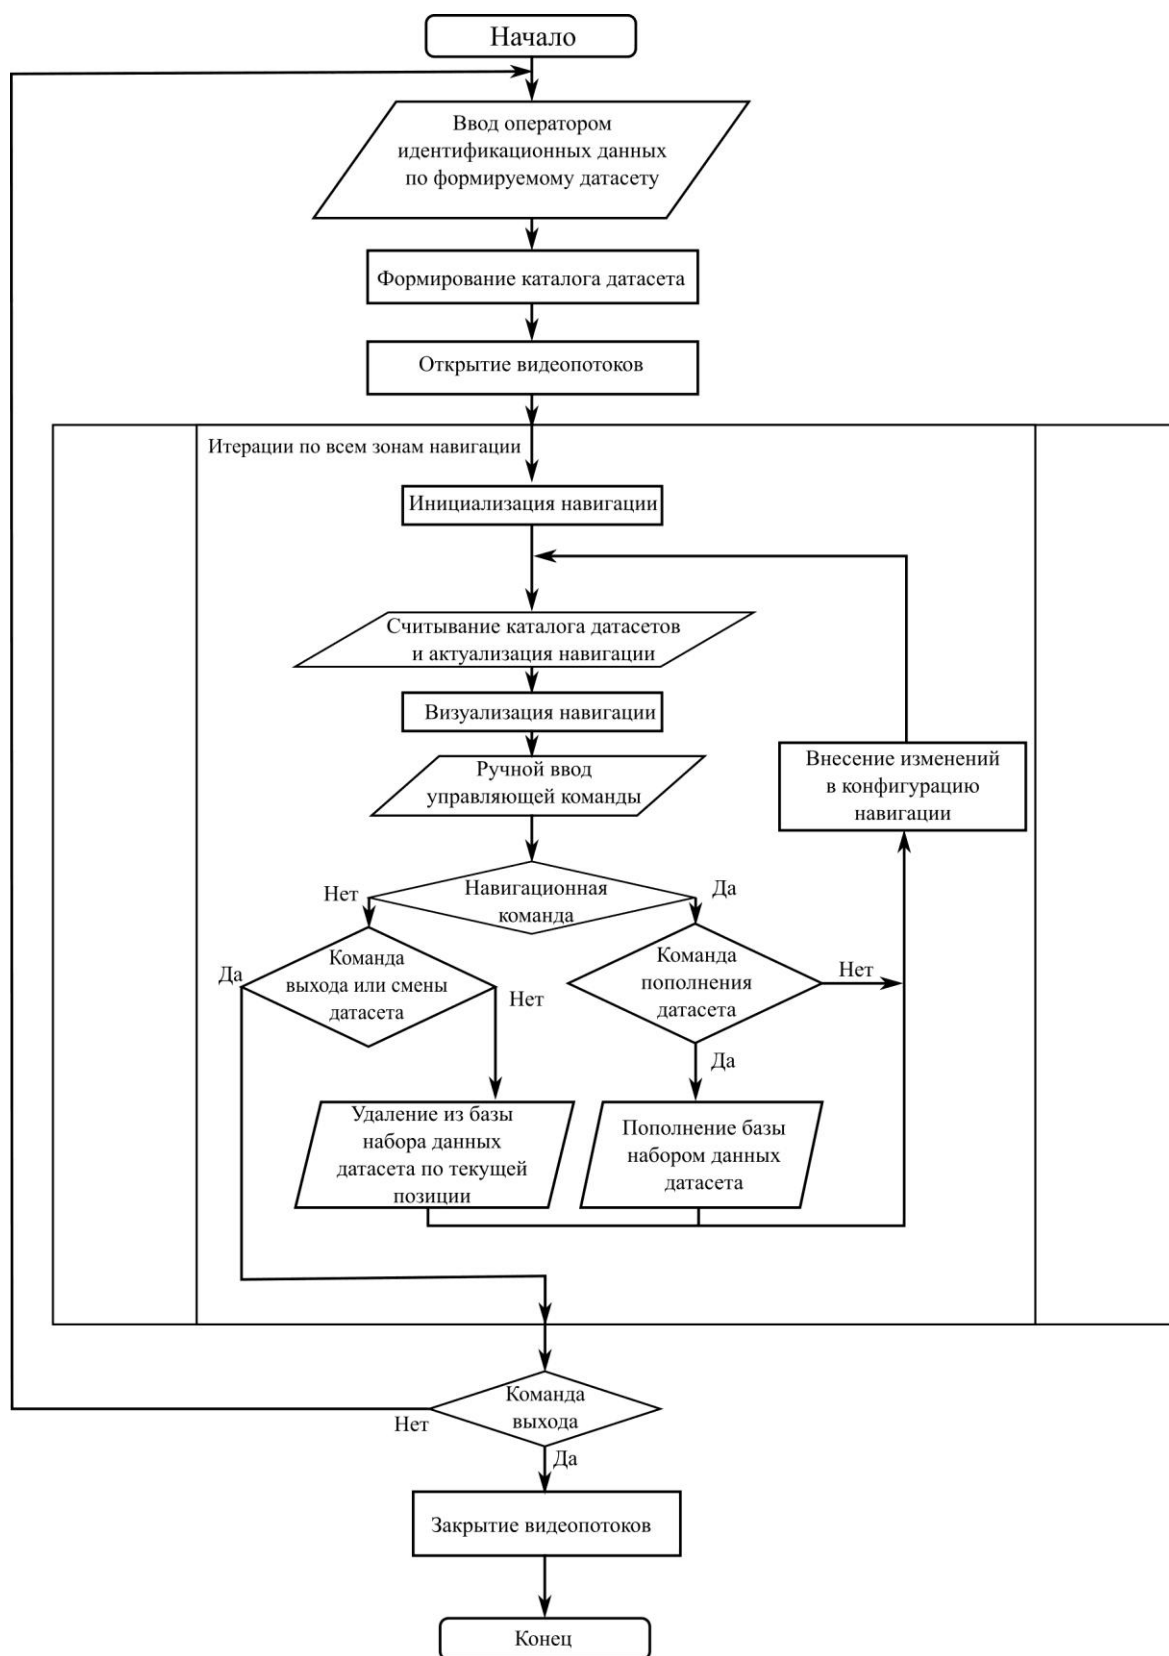 Начало
Ввод оператором
идентификационных данных
по формируемому датасету
Формирование каталога датасета
Открытие видеопотоков
Итерации по всем зонам навигации
Инициализация навигации
Считывание каталога датасетов
и актуализация навигации
Визуализация навигации
Ручной ввод
управляющей команды
Внесение изменений
в конфигурацию
навигации
Нет
Навигационная
команда
Да
Да
Команда
выхода или смены
датасета
Нет
Команда
пополнения
датасета
Нет
Да
Удаление из базы
набора данных
датасета по текущей
позиции
Пополнение базы
набором данных
датасета
Команда
выхода
Нет
Да
Закрытие видеопотоков
Конец